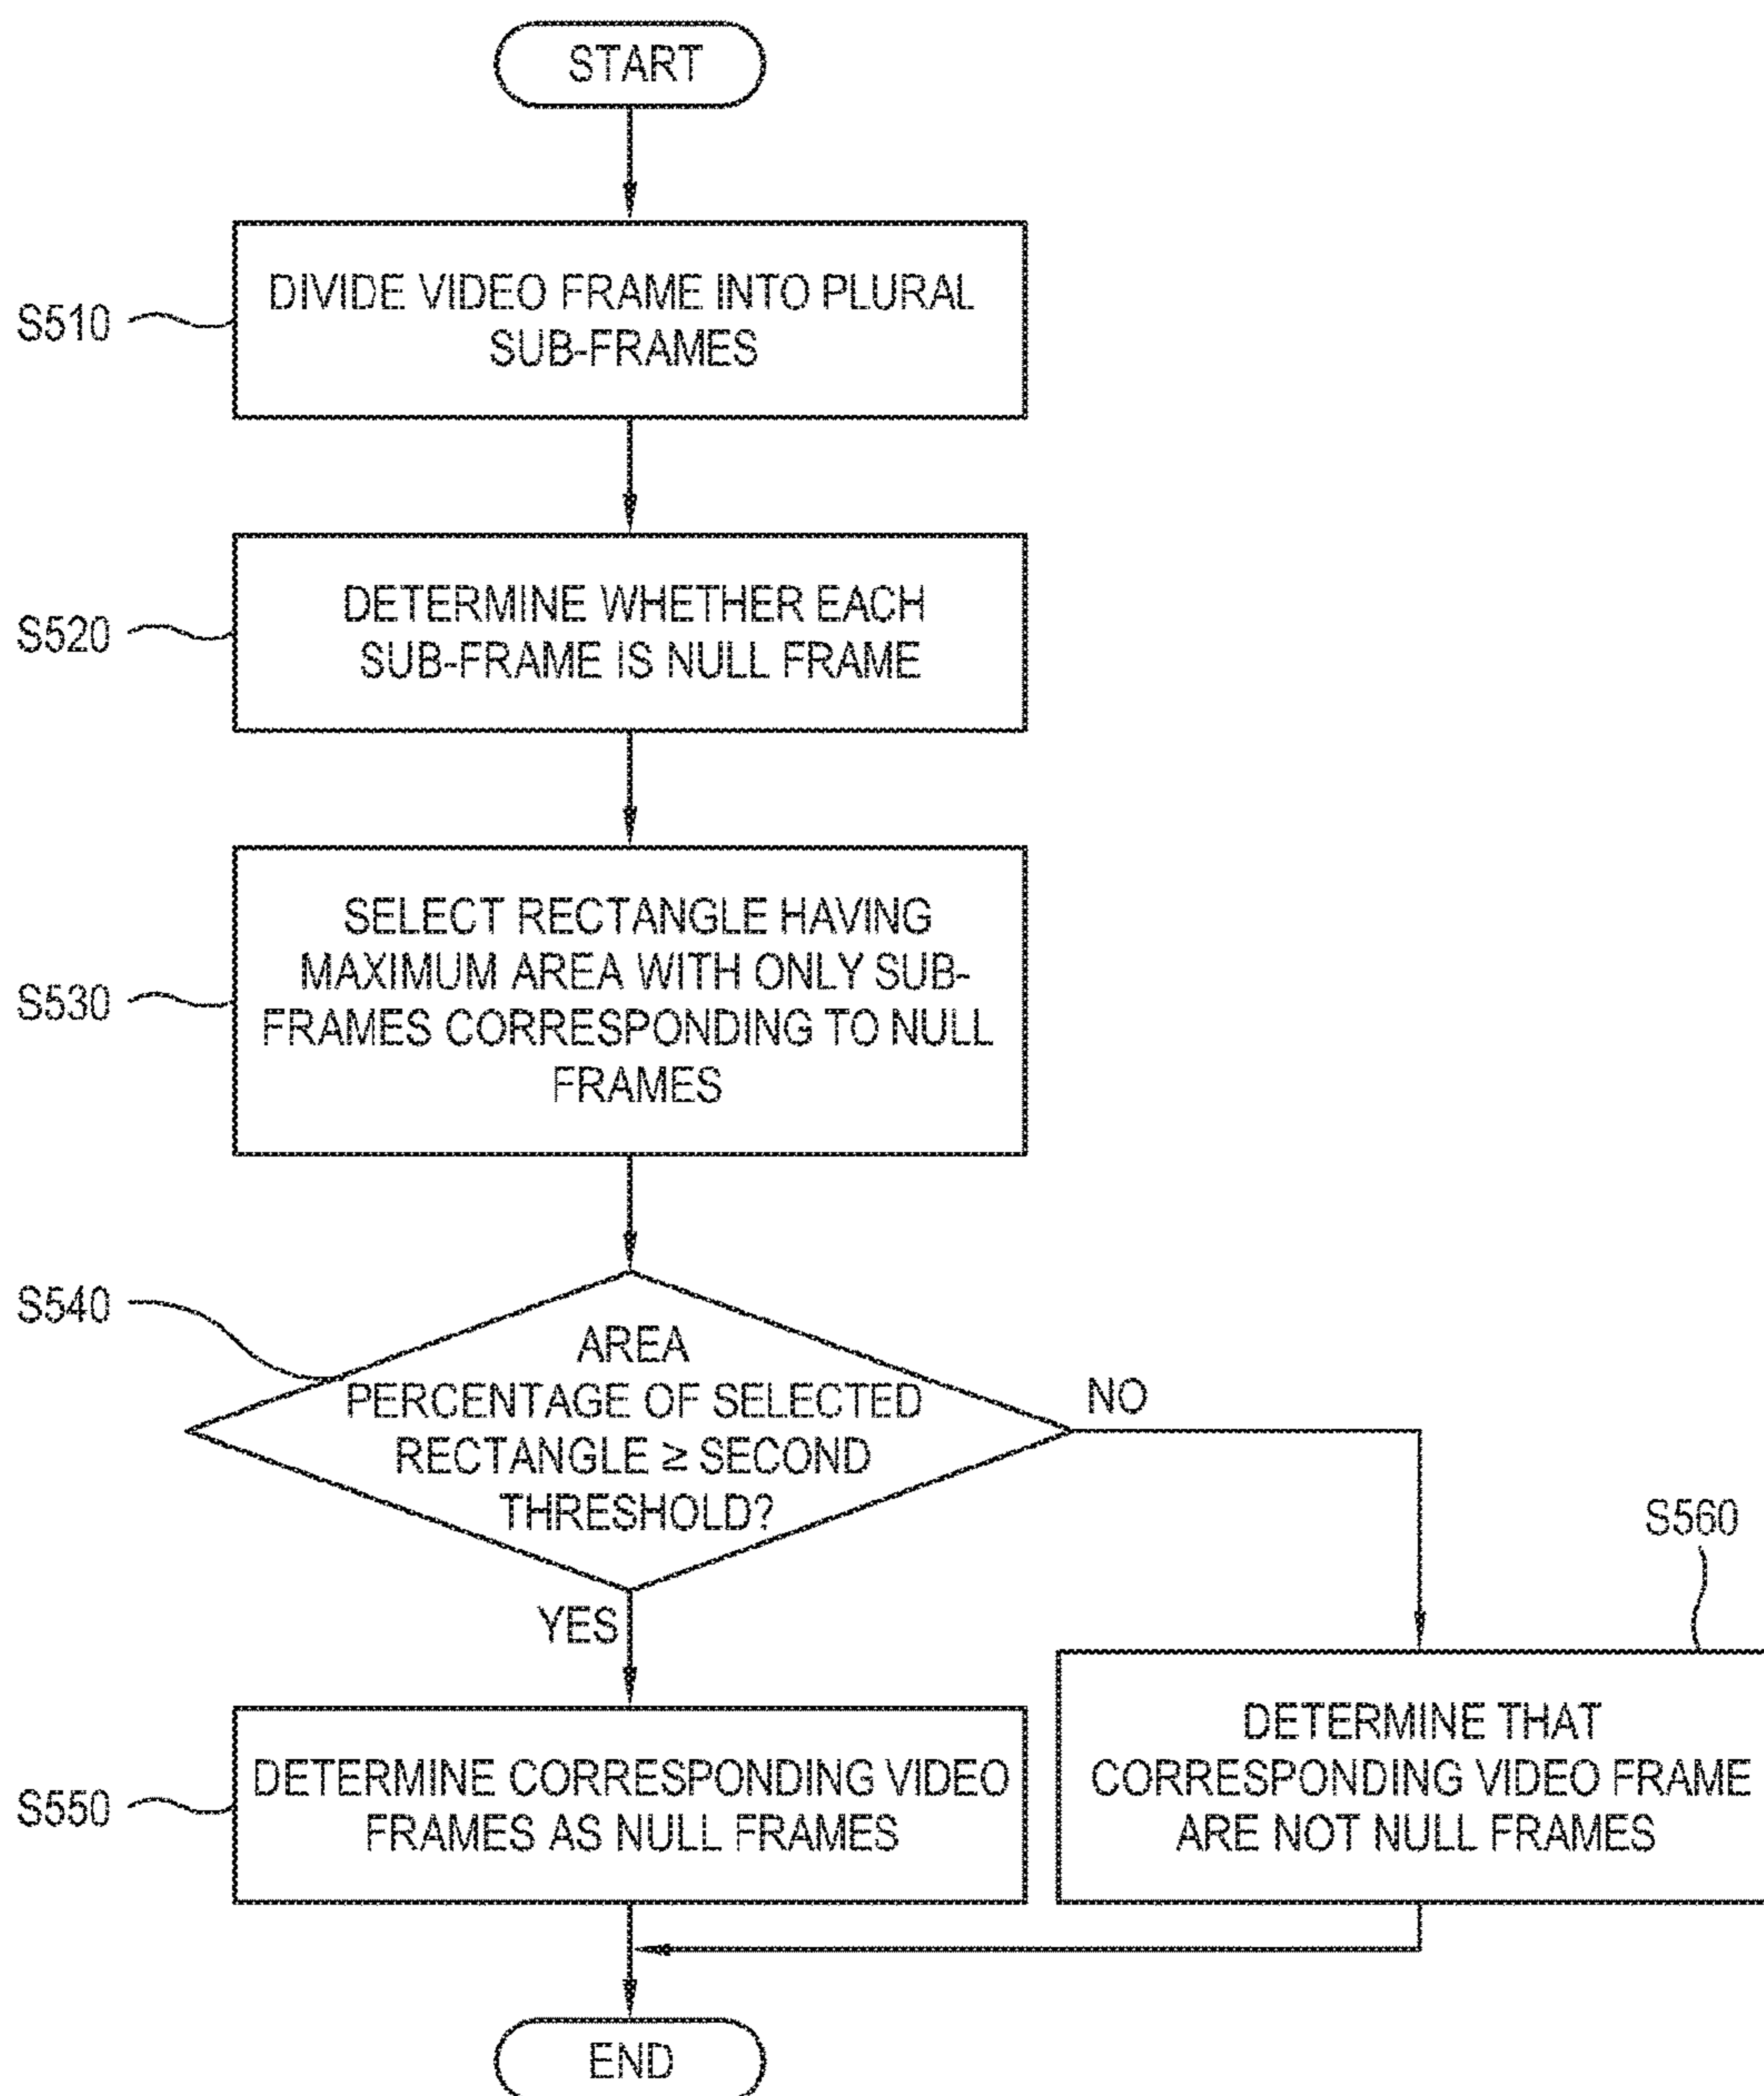 START
S510
DIVIDE VIDEO FRAME INTO PLURAL
SUB-FRAMES
S520
DETERMINE WHETHER EACH
SUB-FRAME IS NULL FRAME
S530
SELECT RECTANGLE HAVING
MAXIMUM AREA WITH ONLY SUB-
FRAMES CORRESPONDING TO NULL
FRAMES
S540
AREA
PERCENTAGE OF SELECTED
RECTANGLE ≥ SECOND
THRESHOLD?
NO
YES
S550
DETERMINE CORRESPONDING VIDEO
FRAMES AS NULL FRAMES
S560
DETERMINE THAT
CORRESPONDING VIDEO FRAME
ARE NOT NULL FRAMES
END